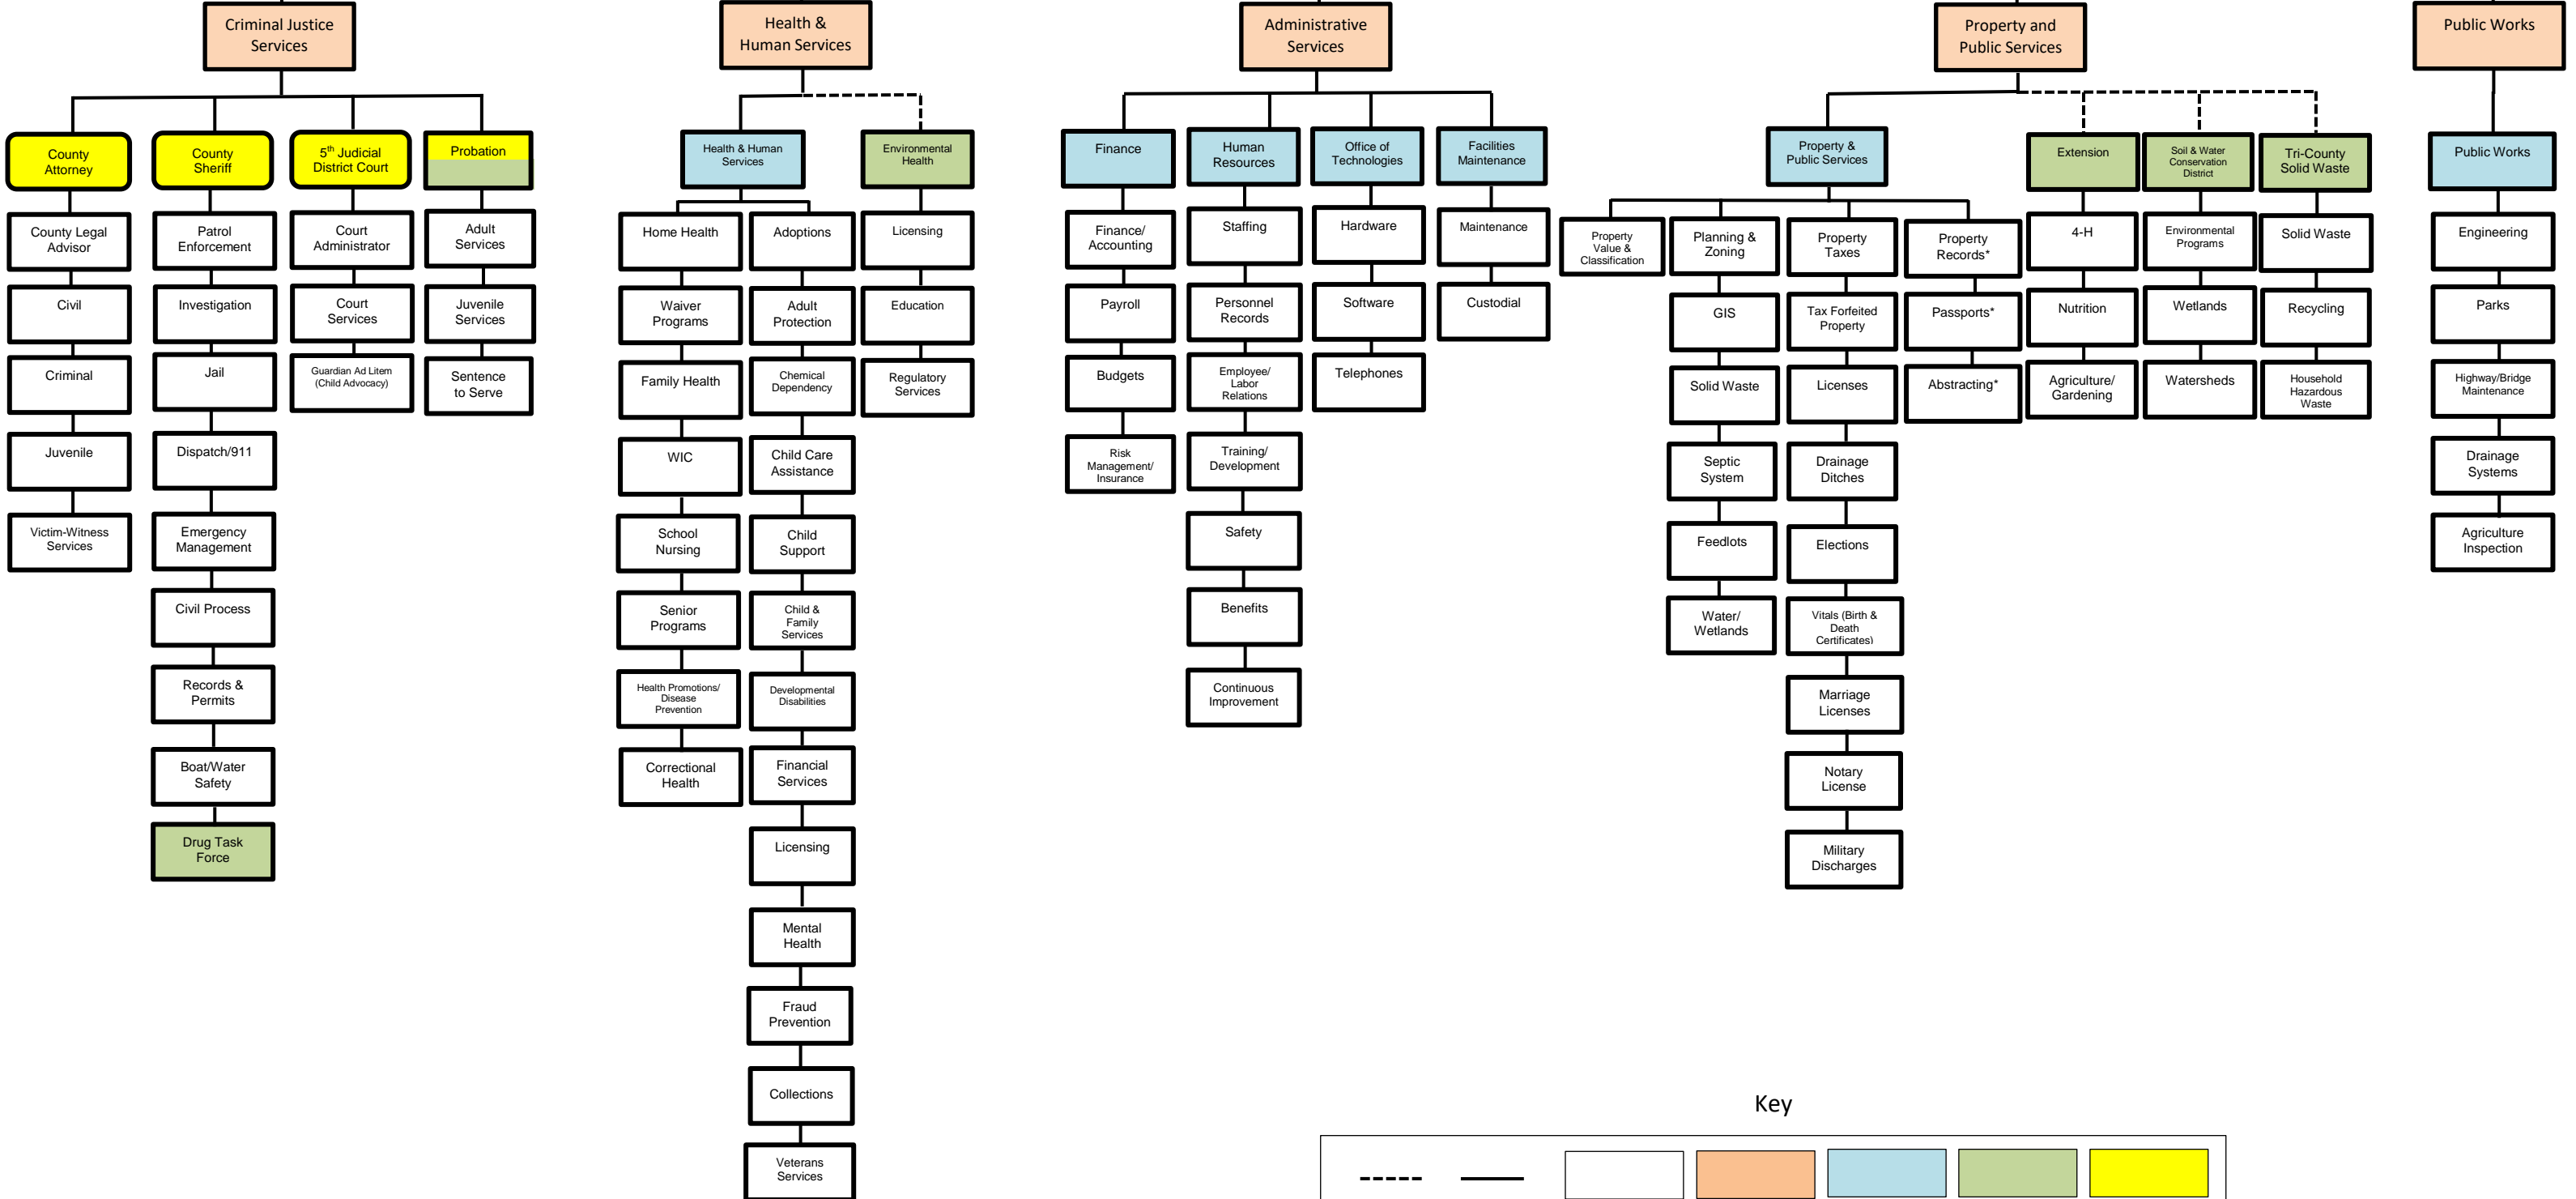 Criminal Justice
Services
Health &
Human Services
Administrative
Services
Property and
Public Services
Public Works
County
Attorney
County
Sheriff
5th Judicial
District Court
Probation
Health & Human
Services
Environmental
Health
Finance
Human
Resources
Office of
Technologies
Facilities
Maintenance
Property &
Public Services
Extension
Soil & Water
Conservation
District
Tri-County
Solid Waste
Public Works
County Legal
Advisor
Civil
Criminal
Juvenile
Victim-Witness
Services
Patrol
Enforcement
Investigation
Jail
Dispatch/911
Emergency
Management
Civil Process
Records &
Permits
Boat/Water
Safety
Drug Task
Force
Court
Administrator
Court
Services
Guardian Ad Litem
(Child Advocacy)
Adult
Services
Juvenile
Services
Sentence
to Serve
Home Health
Waiver
Programs
Family Health
WIC
School
Nursing
Senior
Programs
Health Promotions/
Disease
Prevention
Correctional
Health
Adoptions
Adult
Protection
Chemical
Dependency
Child Care
Assistance
Child
Support
Child &
Family
Services
Developmental
Disabilities
Financial
Services
Licensing
Mental
Health
Fraud
Prevention
Collections
Veterans
Services
Licensing
Education
Regulatory
Services
Finance/
Accounting
Payroll
Budgets
Risk
Management/
Insurance
Staffing
Personnel
Records
Employee/
Labor
Relations
Training/
Development
Safety
Benefits
Continuous
Improvement
Hardware
Software
Telephones
Maintenance
Custodial
Property
Value &
Classification
Planning &
Zoning
GIS
Solid Waste
Septic
System
Feedlots
Water/
Wetlands
Property
Taxes
Tax Forfeited
Property
Licenses
Drainage
Ditches
Elections
Vitals (Birth &
Death
Certificates)
Marriage
Licenses
Notary
License
Military
Discharges
Property
Records*
Passports*
Abstracting*
4-H
Nutrition
Agriculture/
Gardening
Environmental
Programs
Wetlands
Watersheds
Solid Waste
Recycling
Household
Hazardous
Waste
Engineering
Parks
Highway/Bridge
Maintenance
Drainage
Systems
Agriculture
Inspection
Key